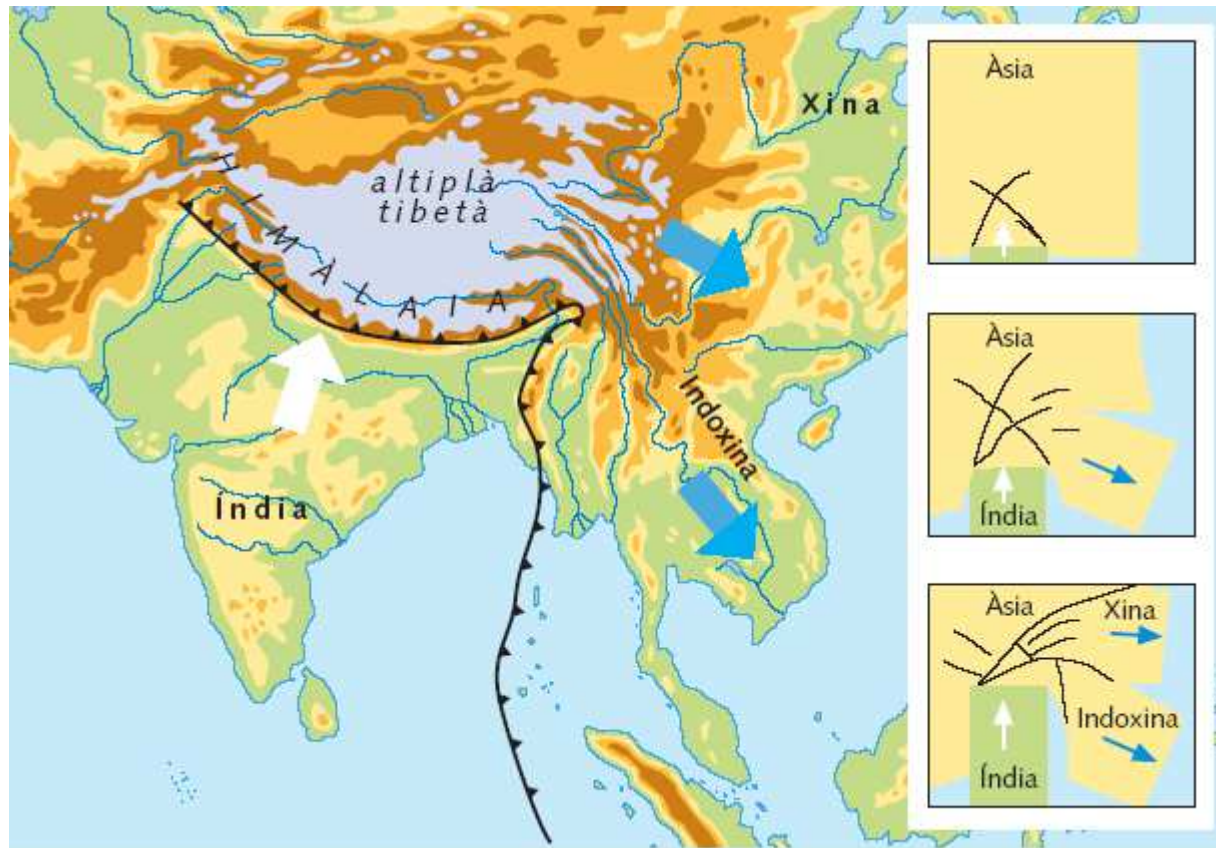 Xina
altiplà
tibetà
HIMÀLAIA
Indoxina
Índia
Àsia
Àsia
Índia
Àsia
Xina
Indoxina
Índia